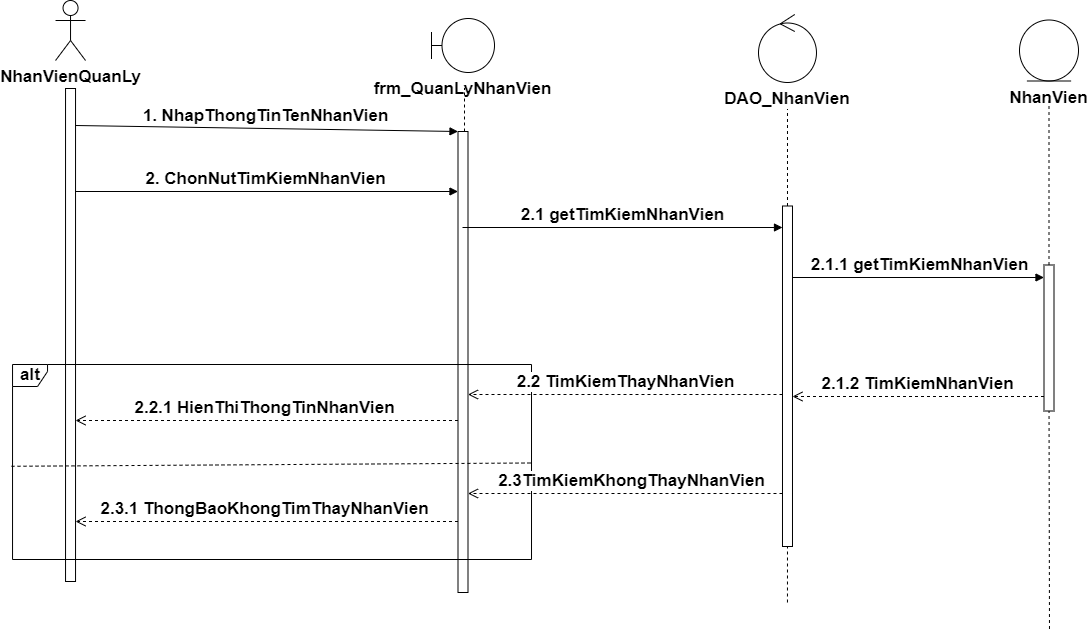 NhanVienQuanLy
frm_QuanLyNhanVien
DAO_NhanVien
NhanVien
1. NhapThongTinTenNhanVien
2. ChonNutTimKiemNhanVien
2.1 getTimKiemNhanVien
2.1.1 getTimKiemNhanVien
alt
2.2 TimKiemThayNhanVien
2.1.2 TimKiemNhanVien
2.2.1 HienThiThongTinNhanVien
2.3TimKiemKhongThayNhanVien
2.3.1 ThongBaoKhongTimThayNhanVien